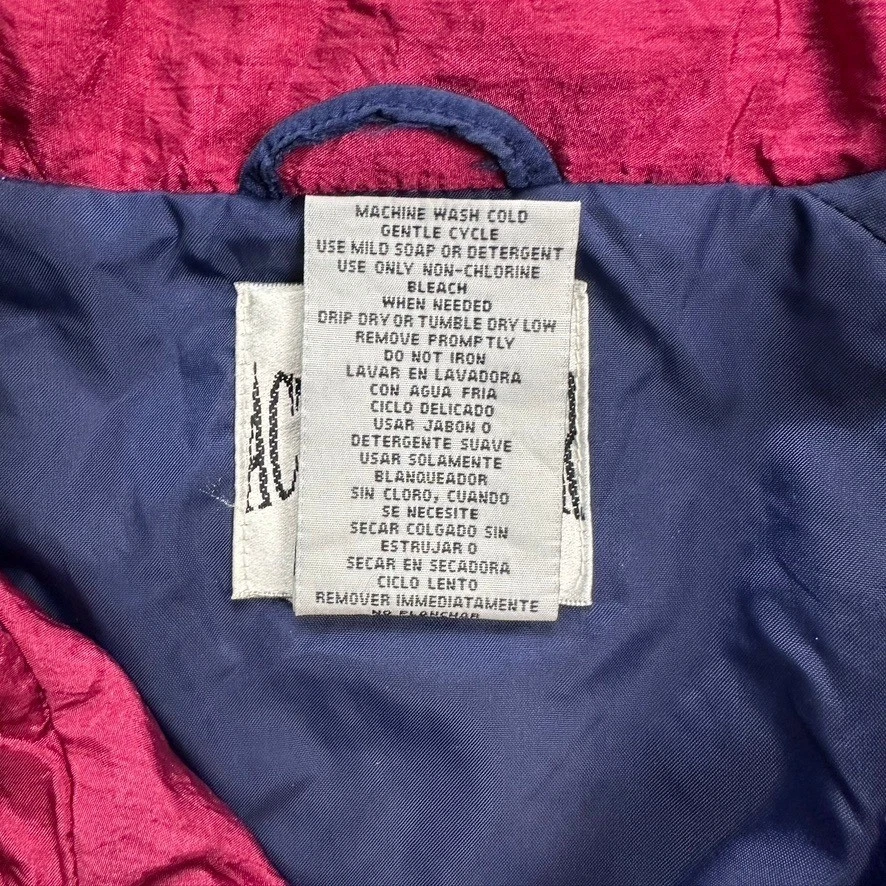 MACHINE WASH COLD
GENTLE CYCLE
USE MILD SOAP OR DETERGENT
USE ONLY NON-CHLORINE
BLEACH
WHEN NEEDED
DRIP DRY OR TUMBLE DRY LOW
REMOVE PROMPTLY
DO NOT IRON
LAVAR EN LAVADORA
CON AGUA FRIA
CICLO DELICADO
USAR JABON O
DETERGENTE SUAVE
USAR SOLAMENTE
BLANQUEADOR
SIN CLORO, CUANDO
SE NECESITE
SECAR COLGADO SIN
ESTRUJAR O
SECAR EN SECADORA
CICLO LENTO
REMOVER IMMEDIATAMENTE
NO PLANCHAR